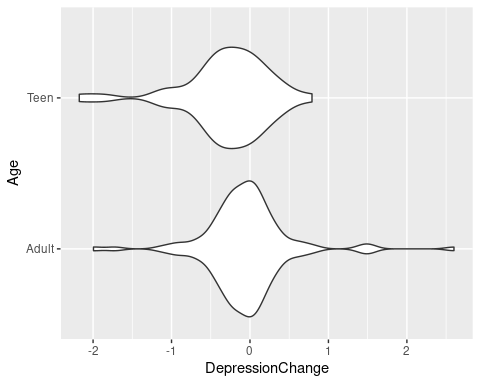 Age
Teen
Adult
-2 -1 0 1 2
DepressionChange